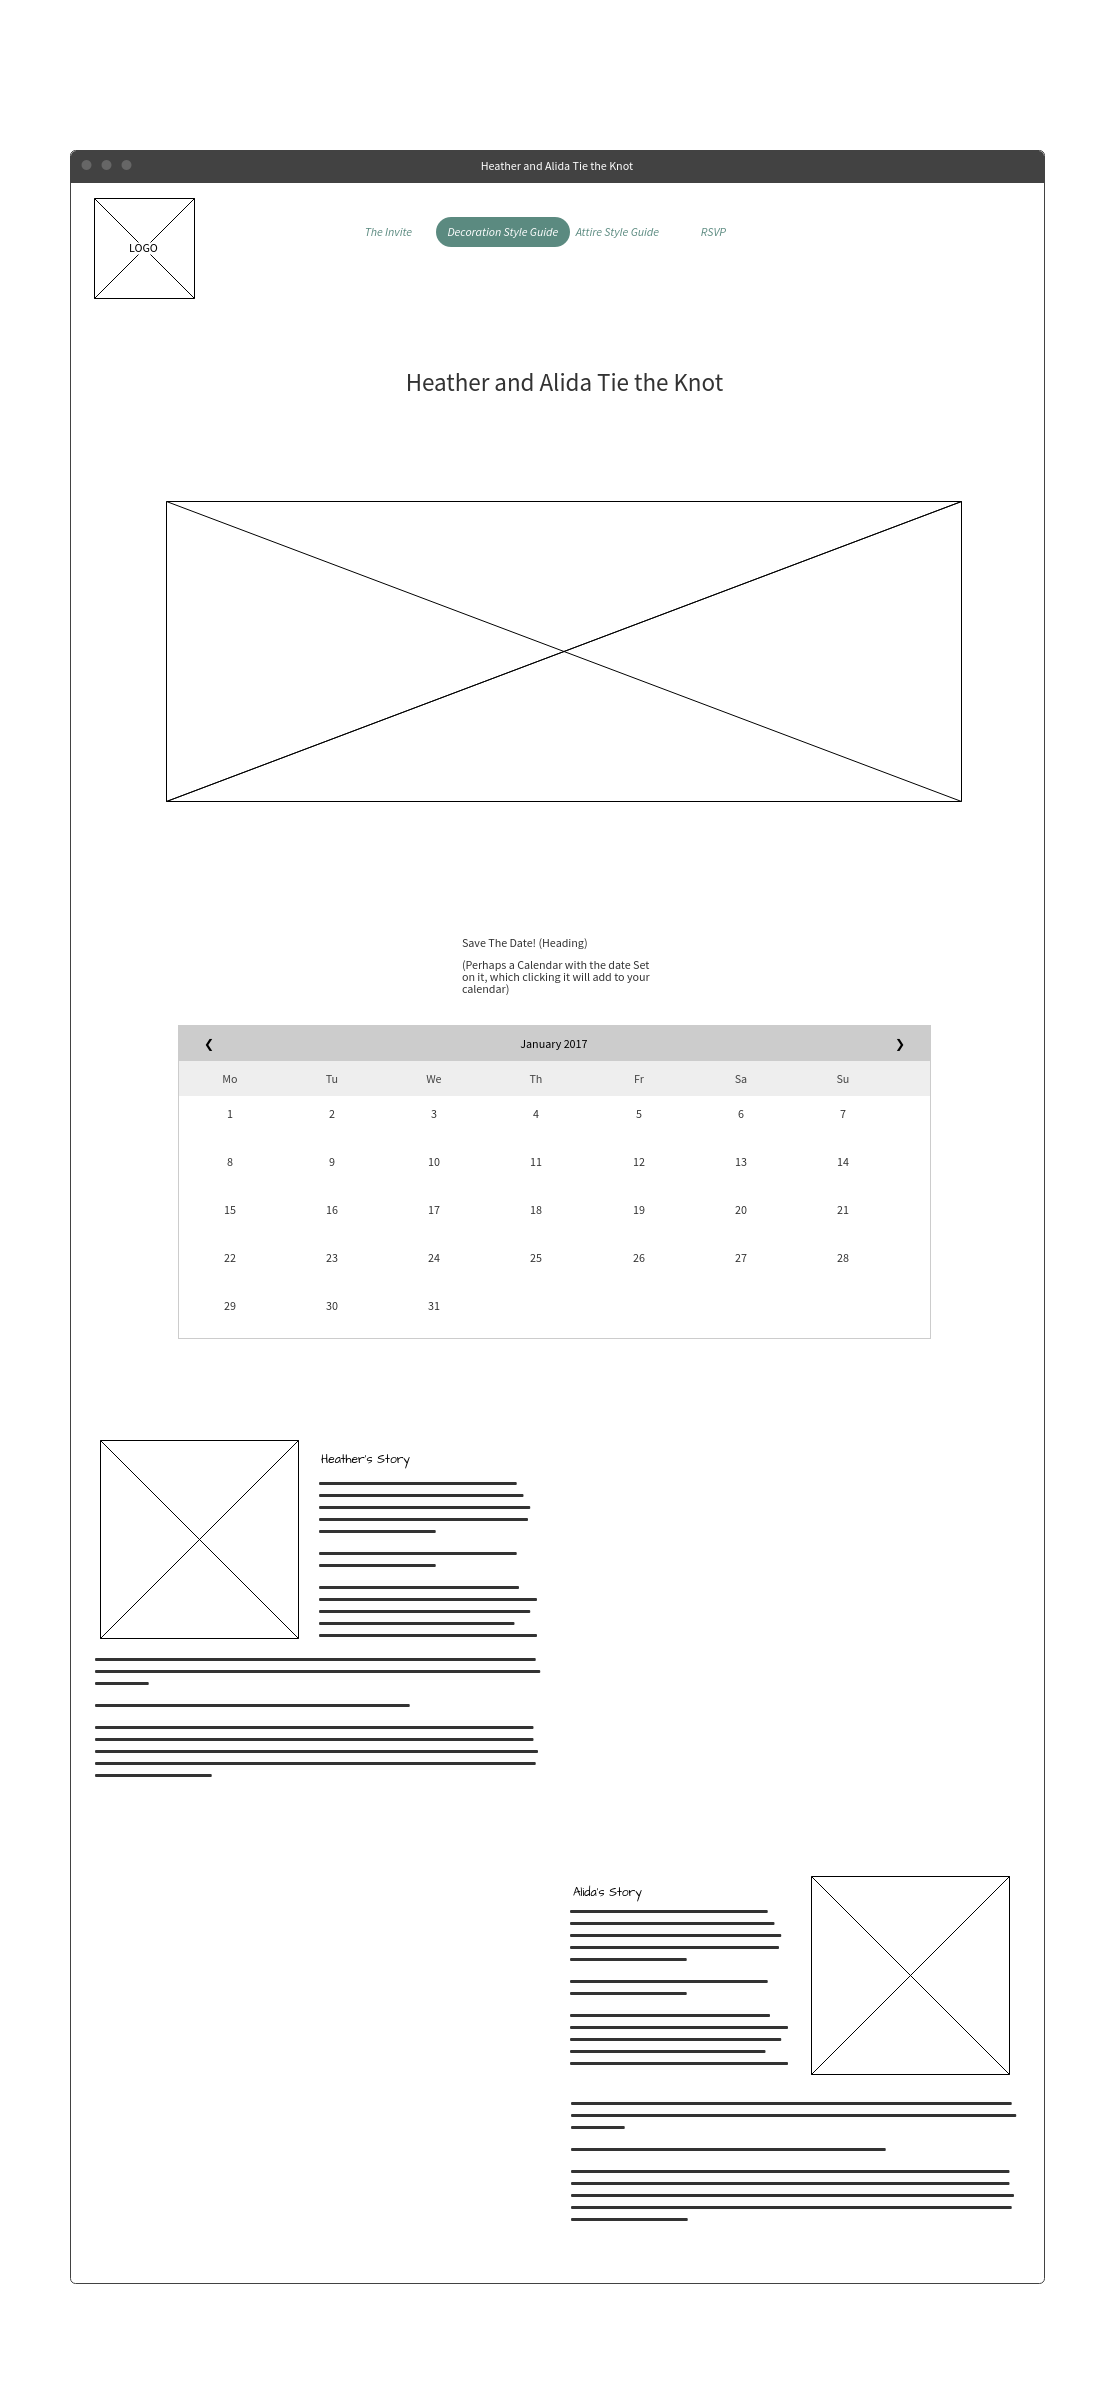 Heather and Alida Tie the Knot
LOGO
The Invite Decoration Style Guide Attire Style Guide RSVP
Heather and Alida Tie the Knot
Save The Date! (Heading)
(Perhaps a Calendar with the date Set
on it, which clicking it will add to your
calendar)
❮ January 2017 ❯
Mo Tu We Th Fr Sa Su
1 2 3 4 5 6 7
8 9 10 11 12 13 14
15 16 17 18 19 20 21
22 23 24 25 26 27 28
29 30 31
Heather's Story
Alida's Story